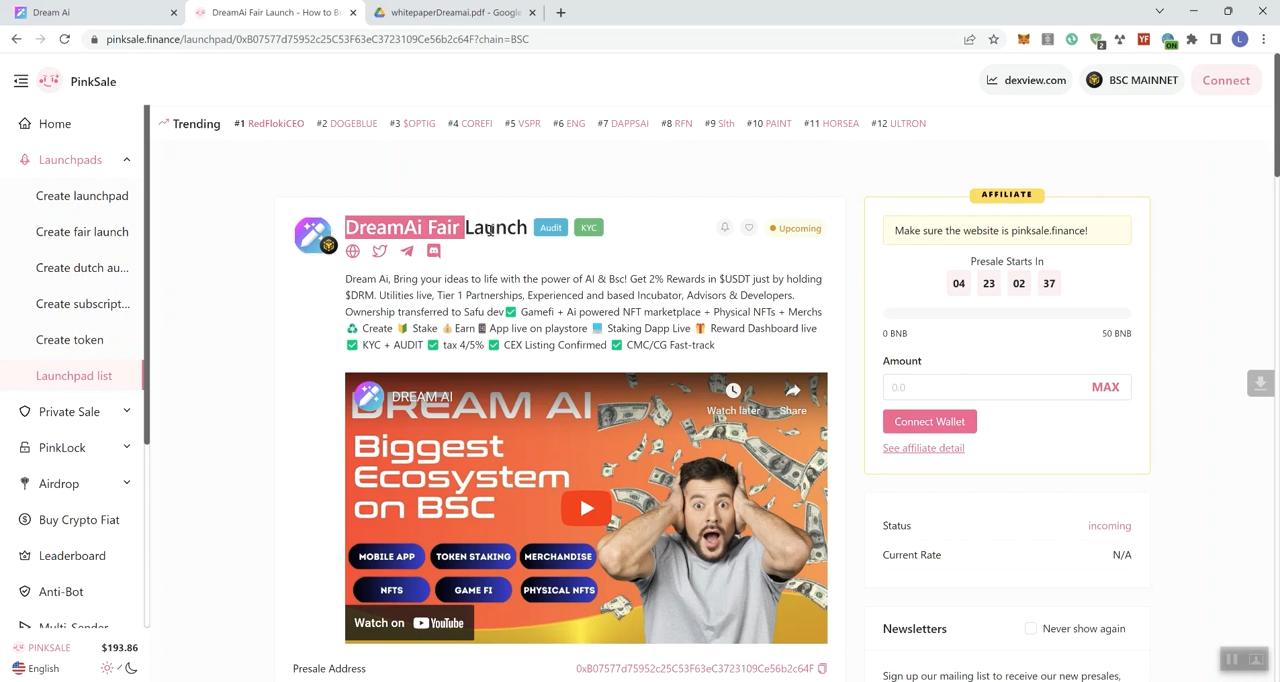 Dream Ai
DreamAi Fair Launch - How to B
whitepaperDreamai.pdf - Google
pinksale.finance/launchpad/0xB07577d75952c25C53F63eC3723109Ce56b2c64F?chain=BSC
2
YF
ON
L
PinkSale
dexview.com
BSC MAINNET
Connect
Home
Launchpads
Create launchpad
Create fair launch
Create dutch au...
Create subscript...
Create token
Launchpad list
Private Sale
PinkLock
Airdrop
Buy Crypto Fiat
Leaderboard
Anti-Bot
Multi-Sender
PINKSALE $193.86
English
Trending #1 RedFlokiCEO #2 DOGEBLUE #3 $OPTIG #4 COREFI #5 VSPR #6 ENG #7 DAPPSAI #8 RFN #9 Slth #10 PAINT #11 HORSEA #12 ULTRON
DreamAi Fair Launch Audit KYC
Upcoming
Dream Ai, Bring your ideas to life with the power of AI & Bsc! Get 2% Rewards in $USDT just by holding
$DRM. Utilities live, Tier 1 Partnerships, Experienced and based Incubator, Advisors & Developers.
Ownership transferred to Safu dev✅ Gamefi + Ai powered NFT marketplace + Physical NFTs + Merchs
♻️ Create 🔰 Stake 💰Earn📱App live on playstore 💻 Staking Dapp Live 🎁 Reward Dashboard live
✅ KYC + AUDIT ✅ tax 4/5% ✅ CEX Listing Confirmed ✅ CMC/CG Fast-track
DREAM AI
DREAM AI
Watch later
Share
Biggest
Ecosystem
on BSC
MOBILE APP
TOKEN STAKING
MERCHANDISE
NFTS
GAME FI
PHYSICAL NFTS
Watch on YouTube
Presale Address
0xB07577d75952c25C53F63eC3723109Ce56b2c64F
AFFILIATE
Make sure the website is pinksale.finance!
Presale Starts In
04 23 02 37
0 BNB
50 BNB
Amount
0.0
MAX
Connect Wallet
See affiliate detail
Status
incoming
Current Rate
N/A
Newsletters
Never show again
Sign up our mailing list to receive our new presales,